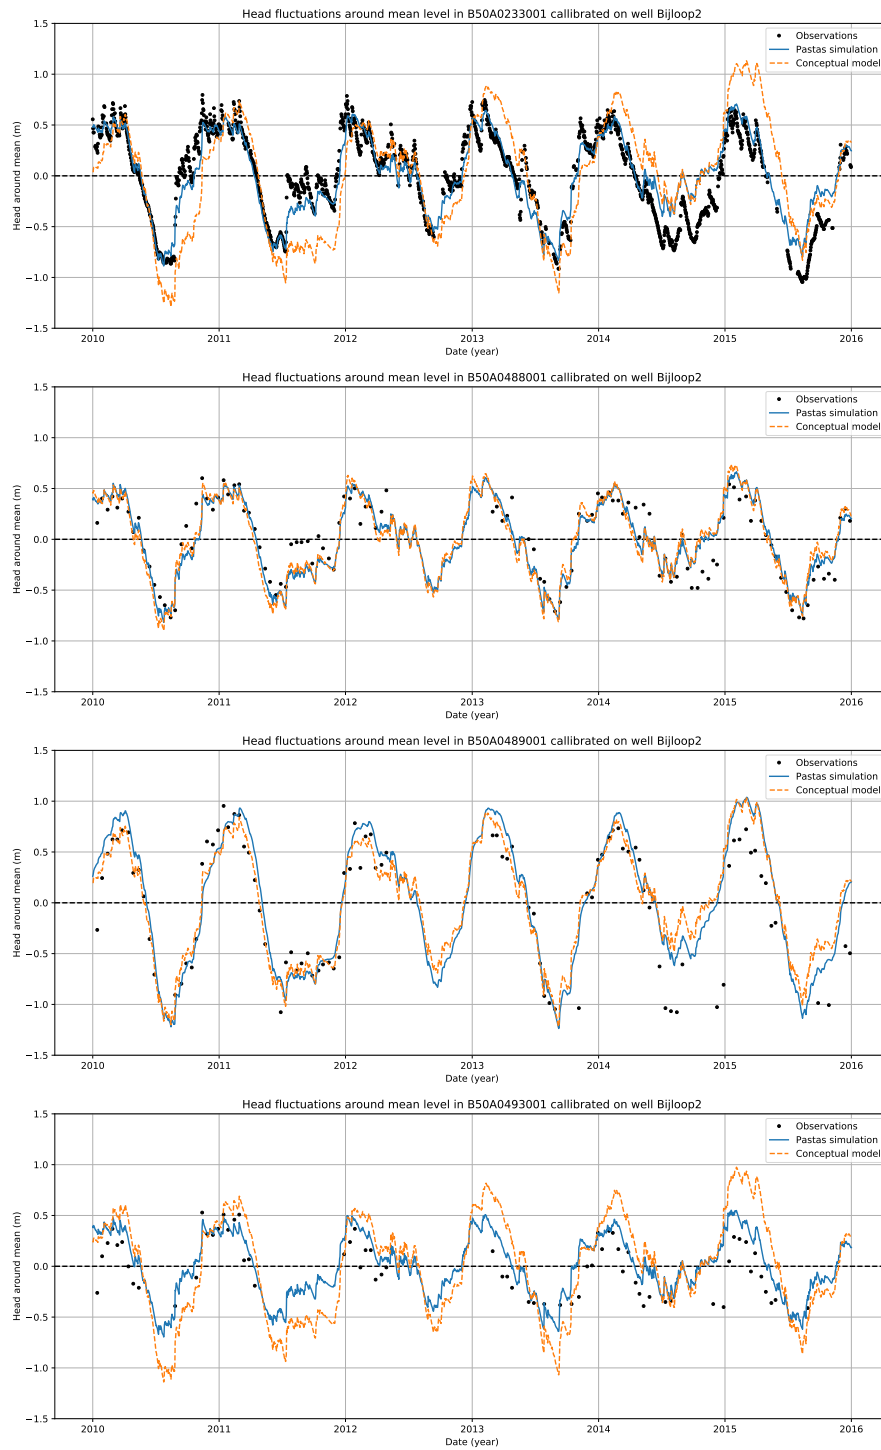 Head fluctuations around mean level in B50A0233001 callibrated on well Bijloop2
Observations
Pastas simulation
Conceptual model
Head around mean (m)
1.5
1.0
0.5
0.0
−0.5
−1.0
−1.5
2010 2011 2012 2013 2014 2015 2016
Date (year)
Head fluctuations around mean level in B50A0488001 callibrated on well Bijloop2
Observations
Pastas simulation
Conceptual model
Head around mean (m)
1.5
1.0
0.5
0.0
−0.5
−1.0
−1.5
2010 2011 2012 2013 2014 2015 2016
Date (year)
Head fluctuations around mean level in B50A0489001 callibrated on well Bijloop2
Observations
Pastas simulation
Conceptual model
Head around mean (m)
1.5
1.0
0.5
0.0
−0.5
−1.0
−1.5
2010 2011 2012 2013 2014 2015 2016
Date (year)
Head fluctuations around mean level in B50A0493001 callibrated on well Bijloop2
Observations
Pastas simulation
Conceptual model
Head around mean (m)
1.5
1.0
0.5
0.0
−0.5
−1.0
−1.5
2010 2011 2012 2013 2014 2015 2016
Date (year)